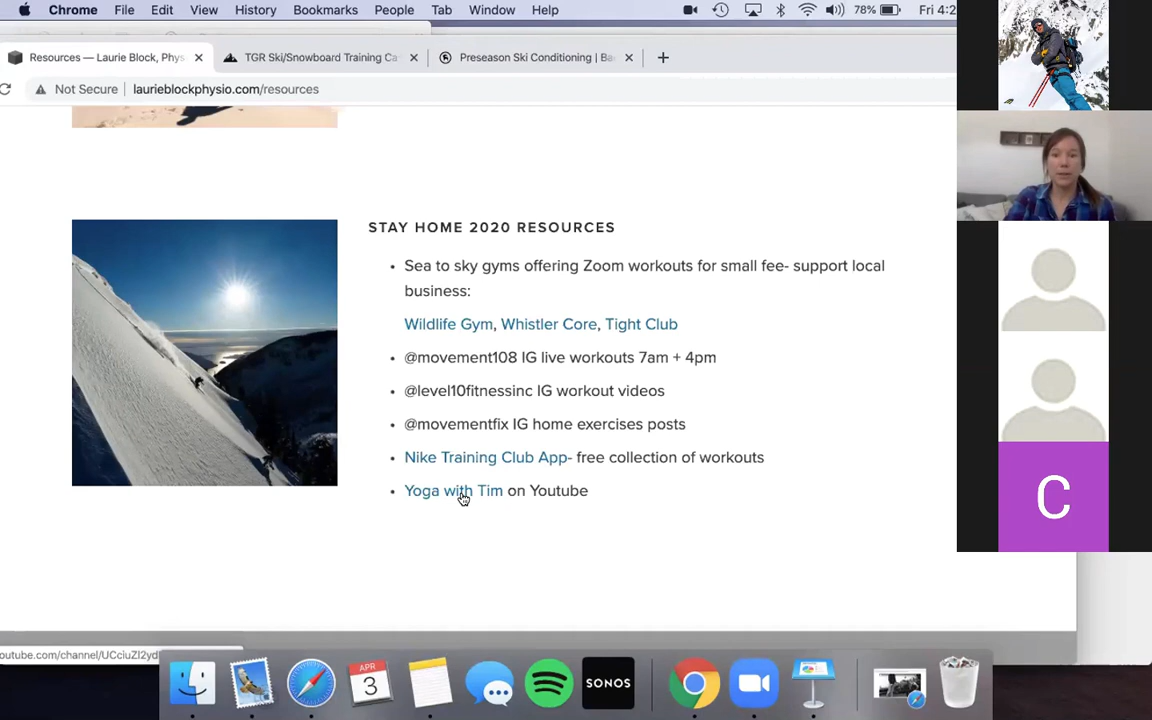 Chrome File Edit View History Bookmarks People Tab Window Help 78% Fri 4:2
Resources — Laurie Block, Phys TGR Ski/Snowboard Training Ca Preseason Ski Conditioning | Ba
Not Secure laurieblockphysio.com/resources
STAY HOME 2020 RESOURCES
• Sea to sky gyms offering Zoom workouts for small fee- support local
business:
Wildlife Gym, Whistler Core, Tight Club
• @movement108 IG live workouts 7am + 4pm
• @level10fitnessinc IG workout videos
• @movementfix IG home exercises posts
• Nike Training Club App- free collection of workouts
• Yoga with Tim on Youtube
C
outube.com/channel/UCciuZI2yd
APR
3
SONOS